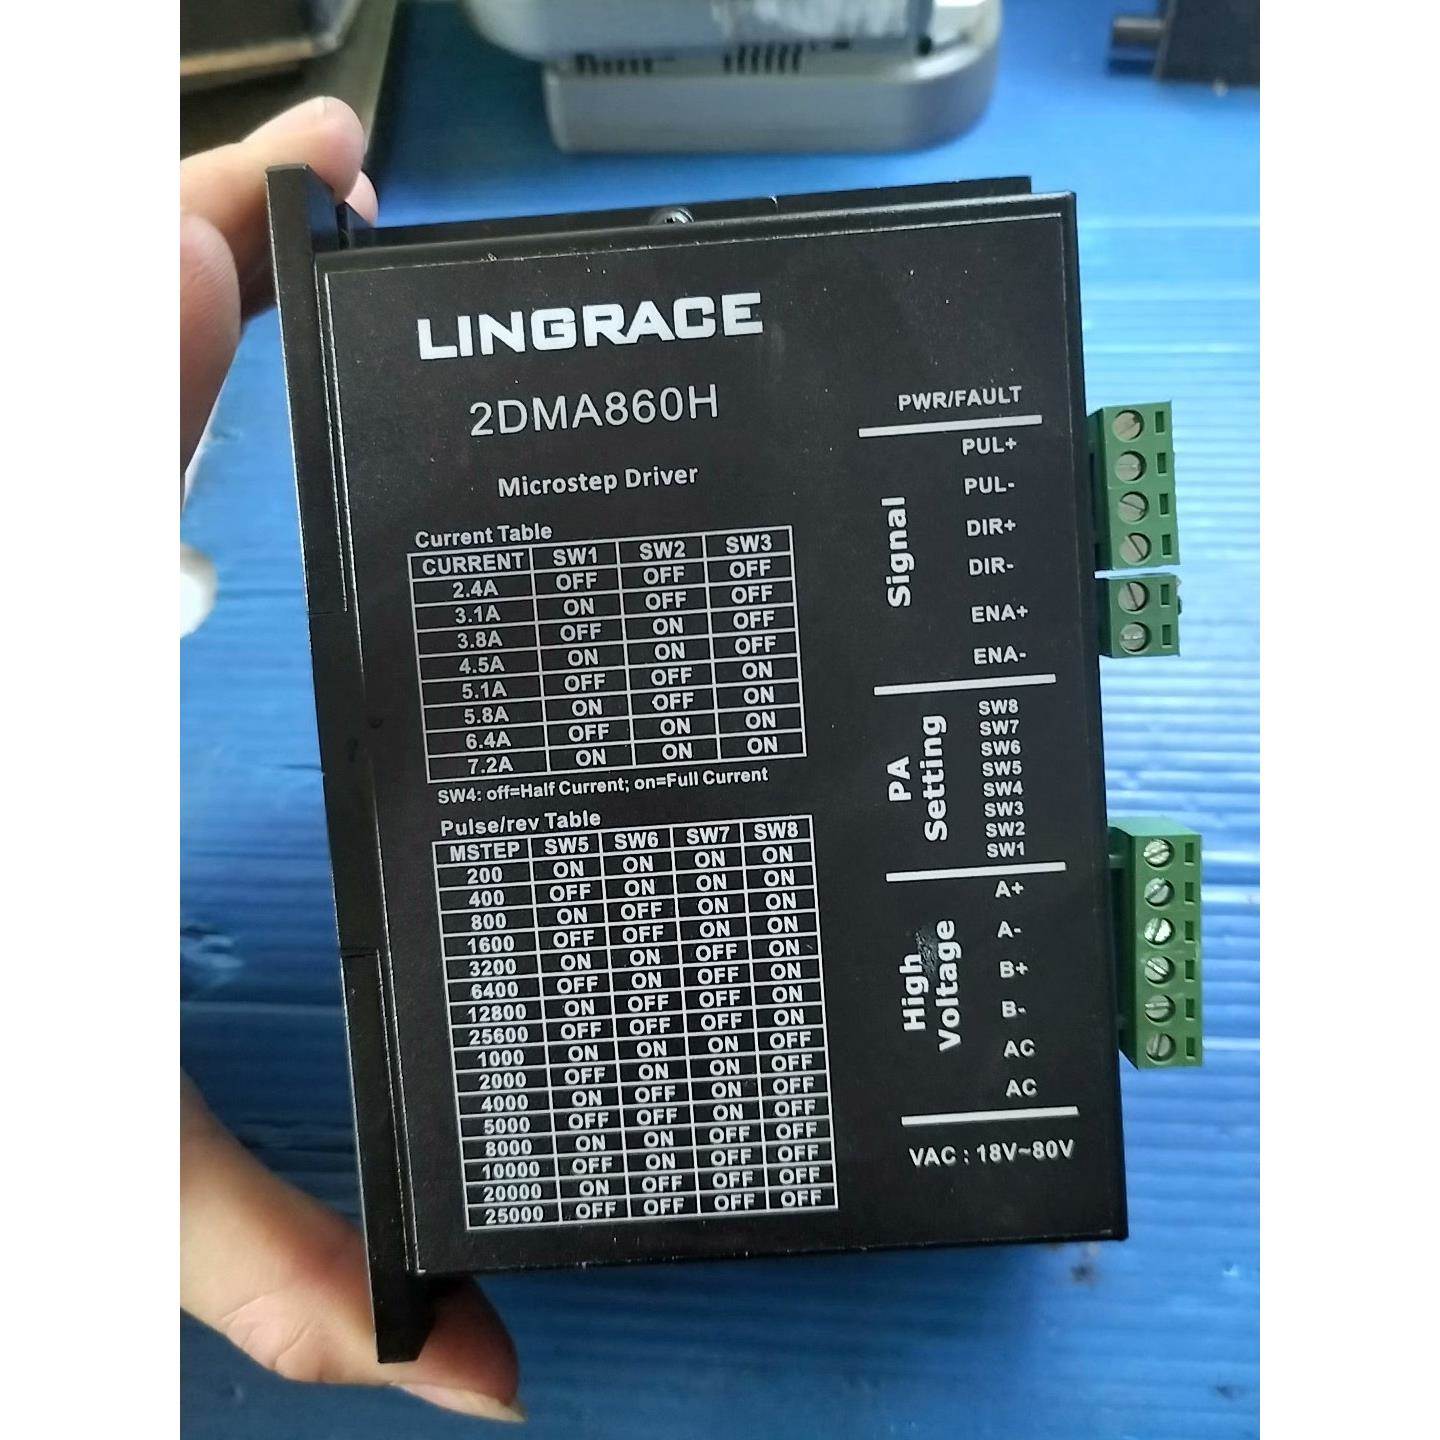 LINGRACE
2DMA860H
Microstep Driver
Current Table
CURRENT SW1 SW2 SW3
2.4A OFF OFF OFF
3.1A ON OFF OFF
3.8A OFF ON OFF
4.5A ON ON OFF
5.1A OFF OFF ON
5.8A ON OFF ON
6.4A OFF ON ON
7.2A ON ON ON
SW4: off=Half Current; on=Full Current
Pulse/rev Table
MSTEP SW5 SW6 SW7 SW8
200 ON ON ON ON
400 OFF ON ON ON
800 ON OFF ON ON
1600 OFF OFF ON ON
3200 ON ON OFF ON
6400 OFF ON OFF ON
12800 ON OFF OFF ON
25600 OFF OFF OFF ON
1000 ON ON ON OFF
2000 OFF ON ON OFF
4000 ON OFF ON OFF
5000 OFF OFF ON OFF
8000 ON ON OFF OFF
10000 OFF ON OFF OFF
20000 ON OFF OFF OFF
25000 OFF OFF OFF OFF
PWR/FAULT
Signal
PUL+
PUL-
DIR+
DIR-
ENA+
ENA-
PA
Setting
SW8
SW7
SW6
SW5
SW4
SW3
SW2
SW1
High
Voltage
A+
A-
B+
B-
AC
AC
VAC : 18V~80V